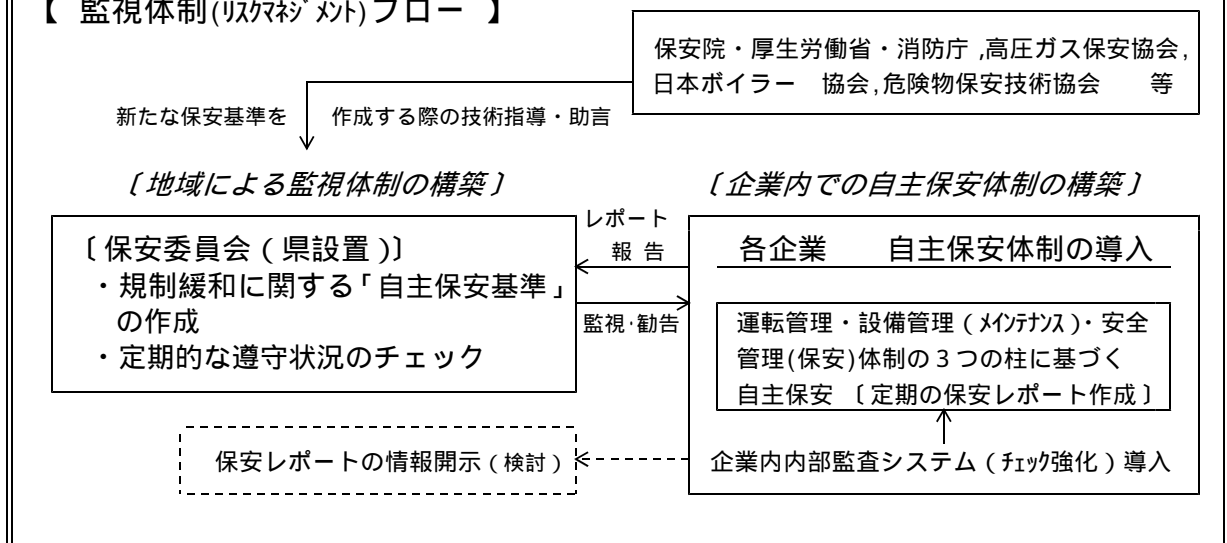 【 監視体制(ﾘｽｸﾏﾈｼﾞﾒﾝﾄ)フロー 】
保安院・厚生労働省・消防庁,高圧ガス保安協会,
日本ボイラー 協会,危険物保安技術協会 等
新たな保安基準を 作成する際の技術指導・助言
〔地域による監視体制の構築〕
〔保安委員会(県設置)〕
・規制緩和に関する「自主保安基準」
の作成
・定期的な遵守状況のチェック
レポート
報 告
監視･勧告
〔企業内での自主保安体制の構築〕
各企業 自主保安体制の導入
運転管理・設備管理(ﾒｲﾝﾃﾅﾝｽ)・安全
管理(保安)体制の3つの柱に基づく
自主保安 〔定期の保安レポート作成〕
企業内内部監査システム(ﾁｪｯｸ強化)導入
保安レポートの情報開示(検討)